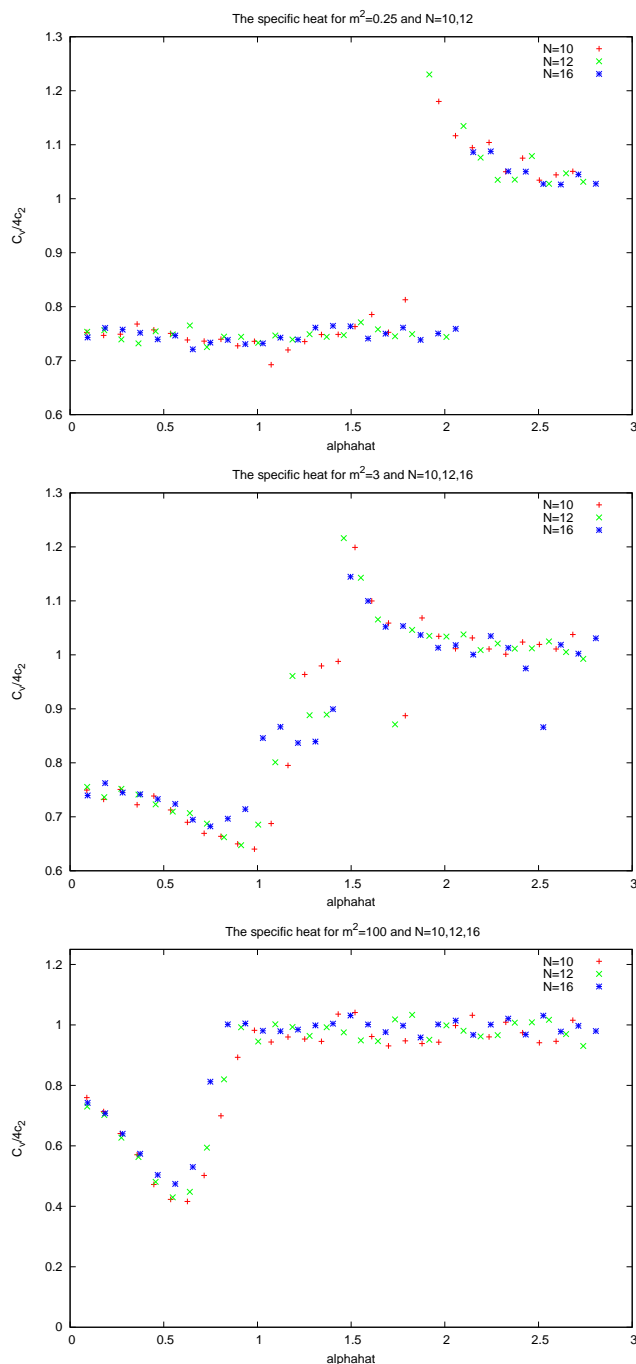 The specific heat for m²=0.25 and N=10,12
N=10
N=12
N=16
1.3
1.2
1.1
1
0.9
0.8
0.7
0.6
Cᵥ/4c₂
0 0.5 1 1.5 2 2.5 3
alphahat
The specific heat for m²=3 and N=10,12,16
N=10
N=12
N=16
1.3
1.2
1.1
1
0.9
0.8
0.7
0.6
Cᵥ/4c₂
0 0.5 1 1.5 2 2.5 3
alphahat
The specific heat for m²=100 and N=10,12,16
N=10
N=12
N=16
1.2
1
0.8
0.6
0.4
0.2
0
Cᵥ/4c₂
0 0.5 1 1.5 2 2.5 3
alphahat